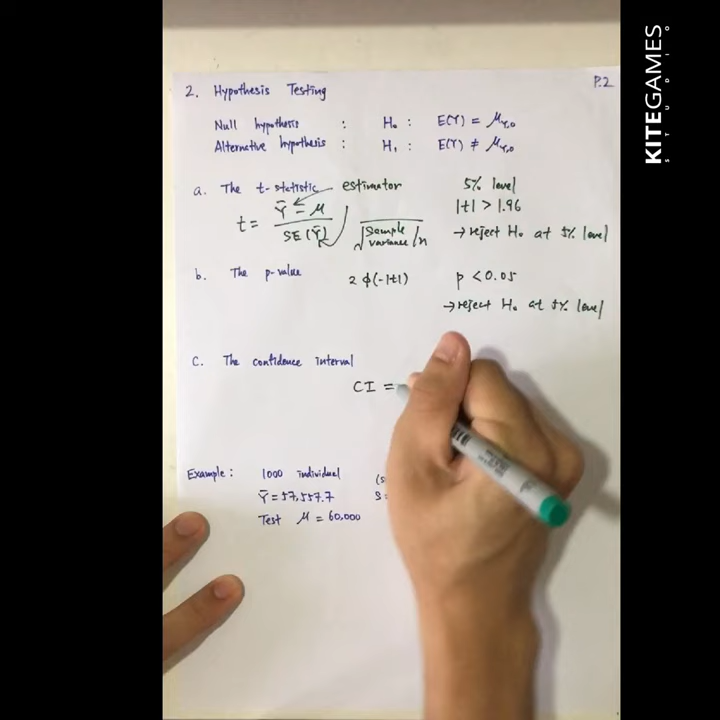 P.2
2. Hypothesis Testing
Null hypothesis : H₀ : E(Y) = μY,0
Alternative hypothesis : H₁ : E(Y) ≠ μY,0
a. The t-statistic estimator 5% level
t = Ȳ - μ / SE(Ȳ) √sample variance/n |t| > 1.96
→ reject H₀ at 5% level
b. The p-value 2 Φ(-|t|) p < 0.05
→ reject H₀ at 5% level
c. The confidence interval
CI =
Example: 1000 individual
Ȳ = 57,557.7 S
Test μ = 60,000
KITEGAMES
STUDIO